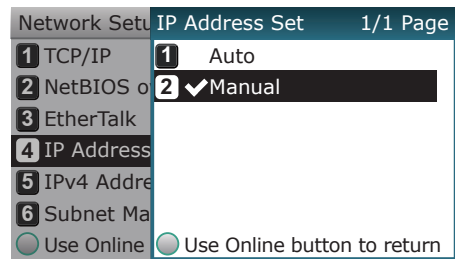 Network Setu
1 TCP/IP
2 NetBIOS o
3 EtherTalk
4 IP Address
5 IPv4 Addre
6 Subnet Ma
Use Online
IP Address Set 1/1 Page
1 Auto
2 ✔Manual
Use Online button to return